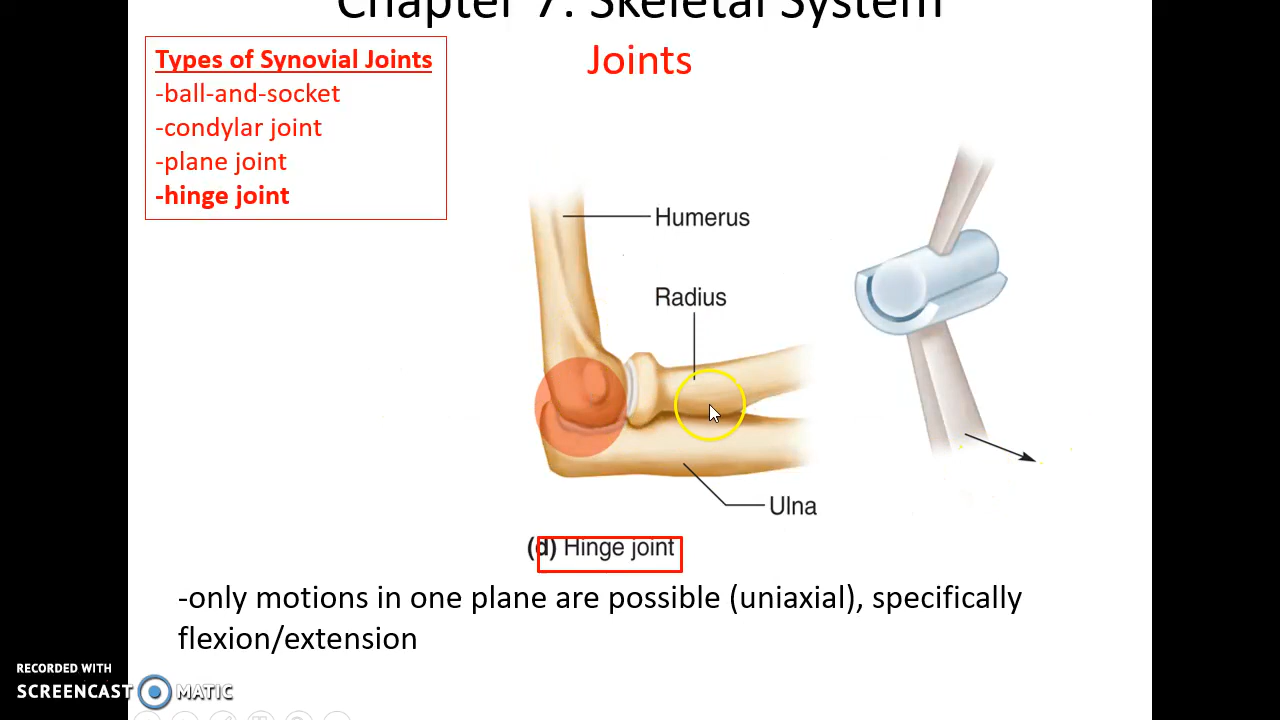 Chapter 7: Skeletal System
Joints
Types of Synovial Joints
-ball-and-socket
-condylar joint
-plane joint
-hinge joint
Humerus
Radius
Ulna
(d) Hinge joint
-only motions in one plane are possible (uniaxial), specifically
flexion/extension
RECORDED WITH
SCREENCAST MATIC